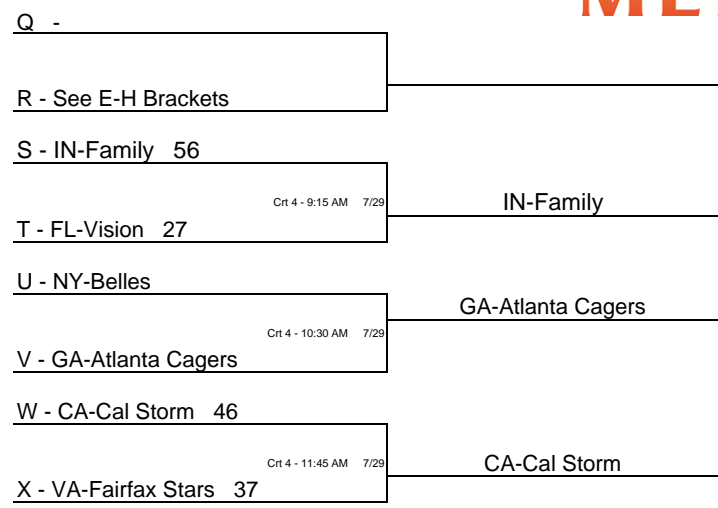 Q -
R - See E-H Brackets
S - IN-Family 56
Crt 4 - 9:15 AM 7/29
IN-Family
T - FL-Vision 27
U - NY-Belles
GA-Atlanta Cagers
Crt 4 - 10:30 AM 7/29
V - GA-Atlanta Cagers
W - CA-Cal Storm 46
Crt 4 - 11:45 AM 7/29
CA-Cal Storm
X - VA-Fairfax Stars 37